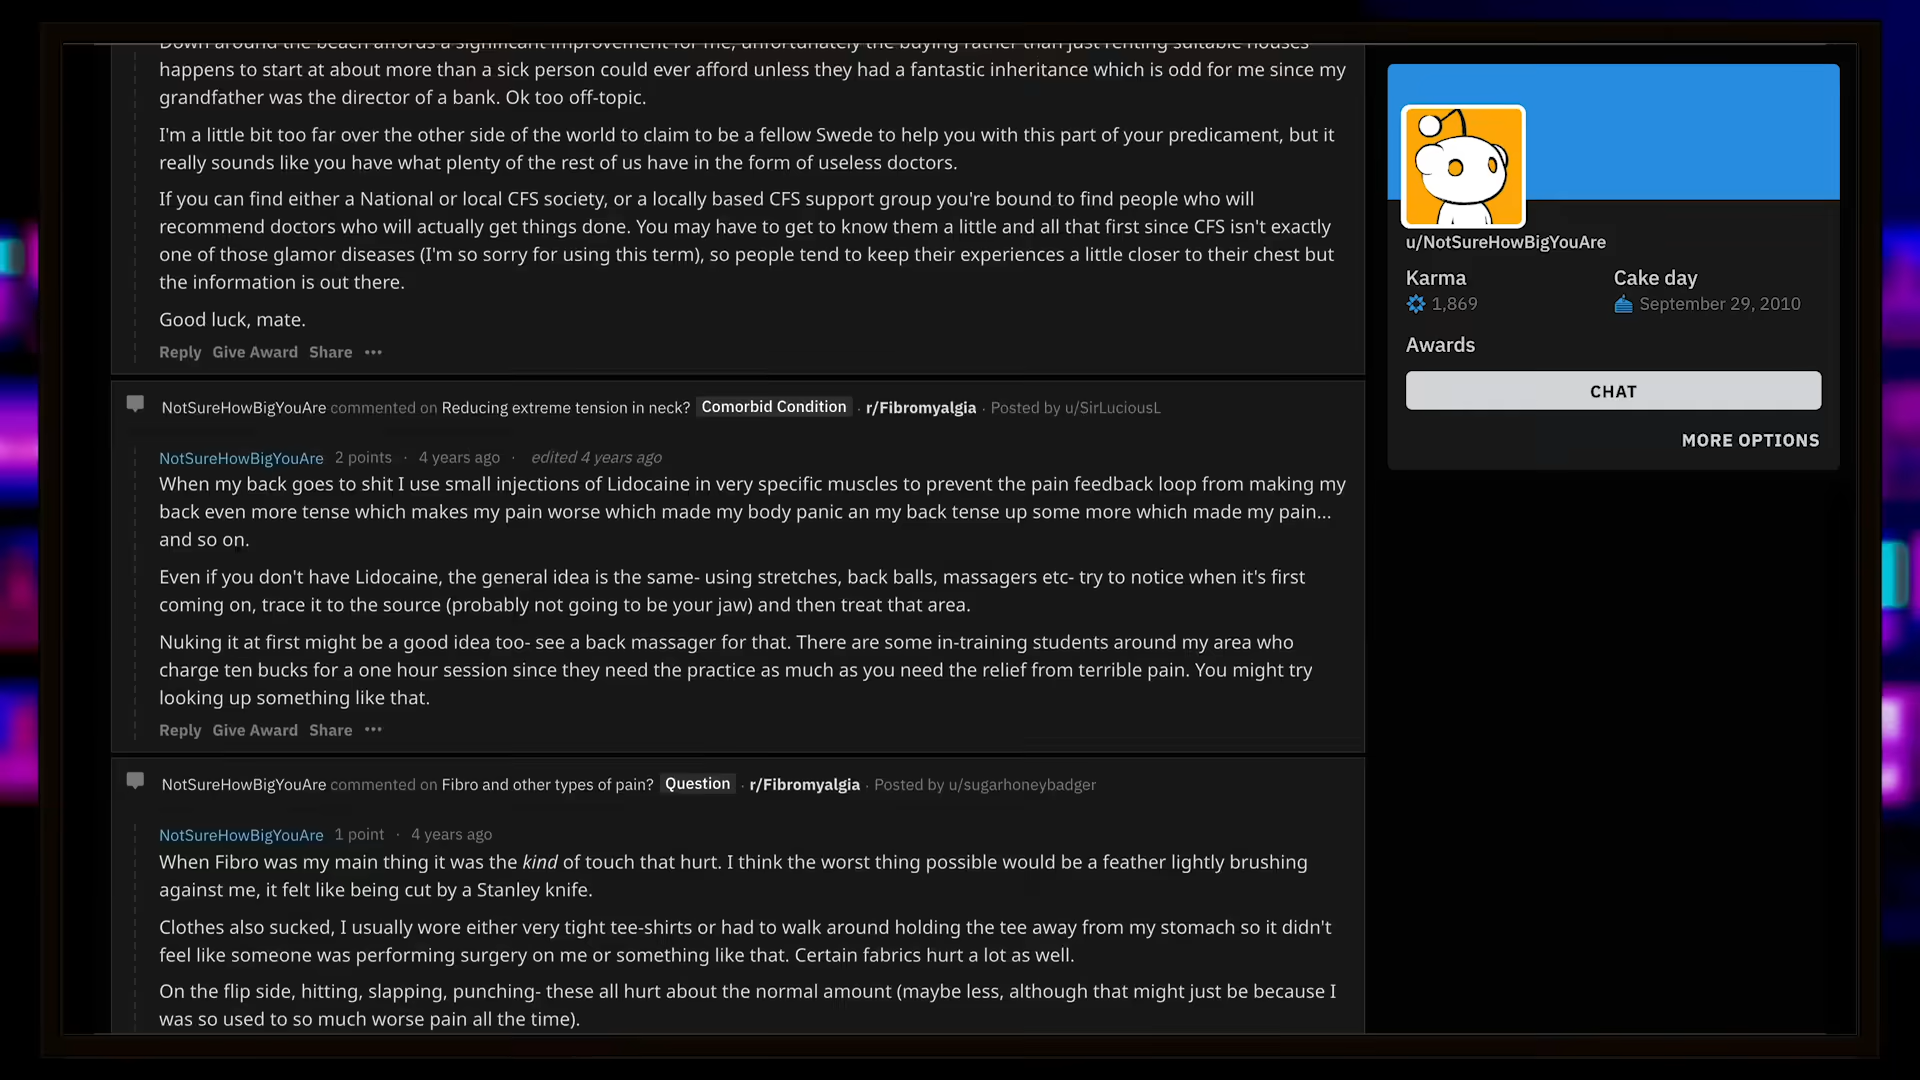 Down around the beach affords a significant improvement for me, unfortunately the buying rather than just renting suitable houses
happens to start at about more than a sick person could ever afford unless they had a fantastic inheritance which is odd for me since my
grandfather was the director of a bank. Ok too off-topic.
I'm a little bit too far over the other side of the world to claim to be a fellow Swede to help you with this part of your predicament, but it
really sounds like you have what plenty of the rest of us have in the form of useless doctors.
If you can find either a National or local CFS society, or a locally based CFS support group you're bound to find people who will
recommend doctors who will actually get things done. You may have to get to know them a little and all that first since CFS isn't exactly
one of those glamor diseases (I'm so sorry for using this term), so people tend to keep their experiences a little closer to their chest but
the information is out there.
Good luck, mate.
Reply Give Award Share •••
NotSureHowBigYouAre commented on Reducing extreme tension in neck? Comorbid Condition · r/Fibromyalgia · Posted by u/SirLuciousL
NotSureHowBigYouAre 2 points · 4 years ago · edited 4 years ago
When my back goes to shit I use small injections of Lidocaine in very specific muscles to prevent the pain feedback loop from making my
back even more tense which makes my pain worse which made my body panic an my back tense up some more which made my pain...
and so on.
Even if you don't have Lidocaine, the general idea is the same- using stretches, back balls, massagers etc- try to notice when it's first
coming on, trace it to the source (probably not going to be your jaw) and then treat that area.
Nuking it at first might be a good idea too- see a back massager for that. There are some in-training students around my area who
charge ten bucks for a one hour session since they need the practice as much as you need the relief from terrible pain. You might try
looking up something like that.
Reply Give Award Share •••
NotSureHowBigYouAre commented on Fibro and other types of pain? Question · r/Fibromyalgia · Posted by u/sugarhoneybadger
NotSureHowBigYouAre 1 point · 4 years ago
When Fibro was my main thing it was the kind of touch that hurt. I think the worst thing possible would be a feather lightly brushing
against me, it felt like being cut by a Stanley knife.
Clothes also sucked, I usually wore either very tight tee-shirts or had to walk around holding the tee away from my stomach so it didn't
feel like someone was performing surgery on me or something like that. Certain fabrics hurt a lot as well.
On the flip side, hitting, slapping, punching- these all hurt about the normal amount (maybe less, although that might just be because I
was so used to so much worse pain all the time).
u/NotSureHowBigYouAre
Karma Cake day
1,869 September 29, 2010
Awards
CHAT
MORE OPTIONS